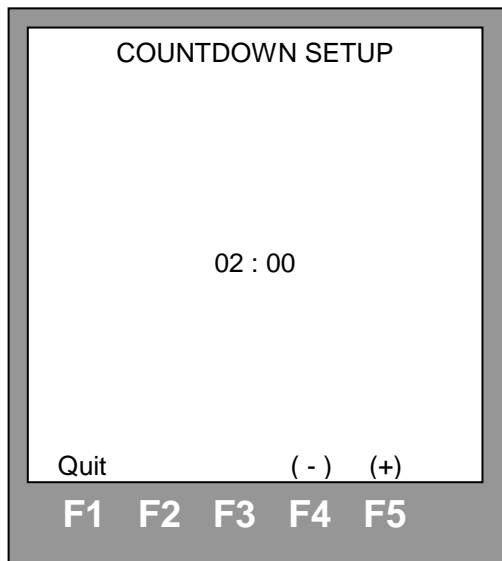 COUNTDOWN SETUP
02 : 00
Quit ( - ) (+)
F1 F2 F3 F4 F5